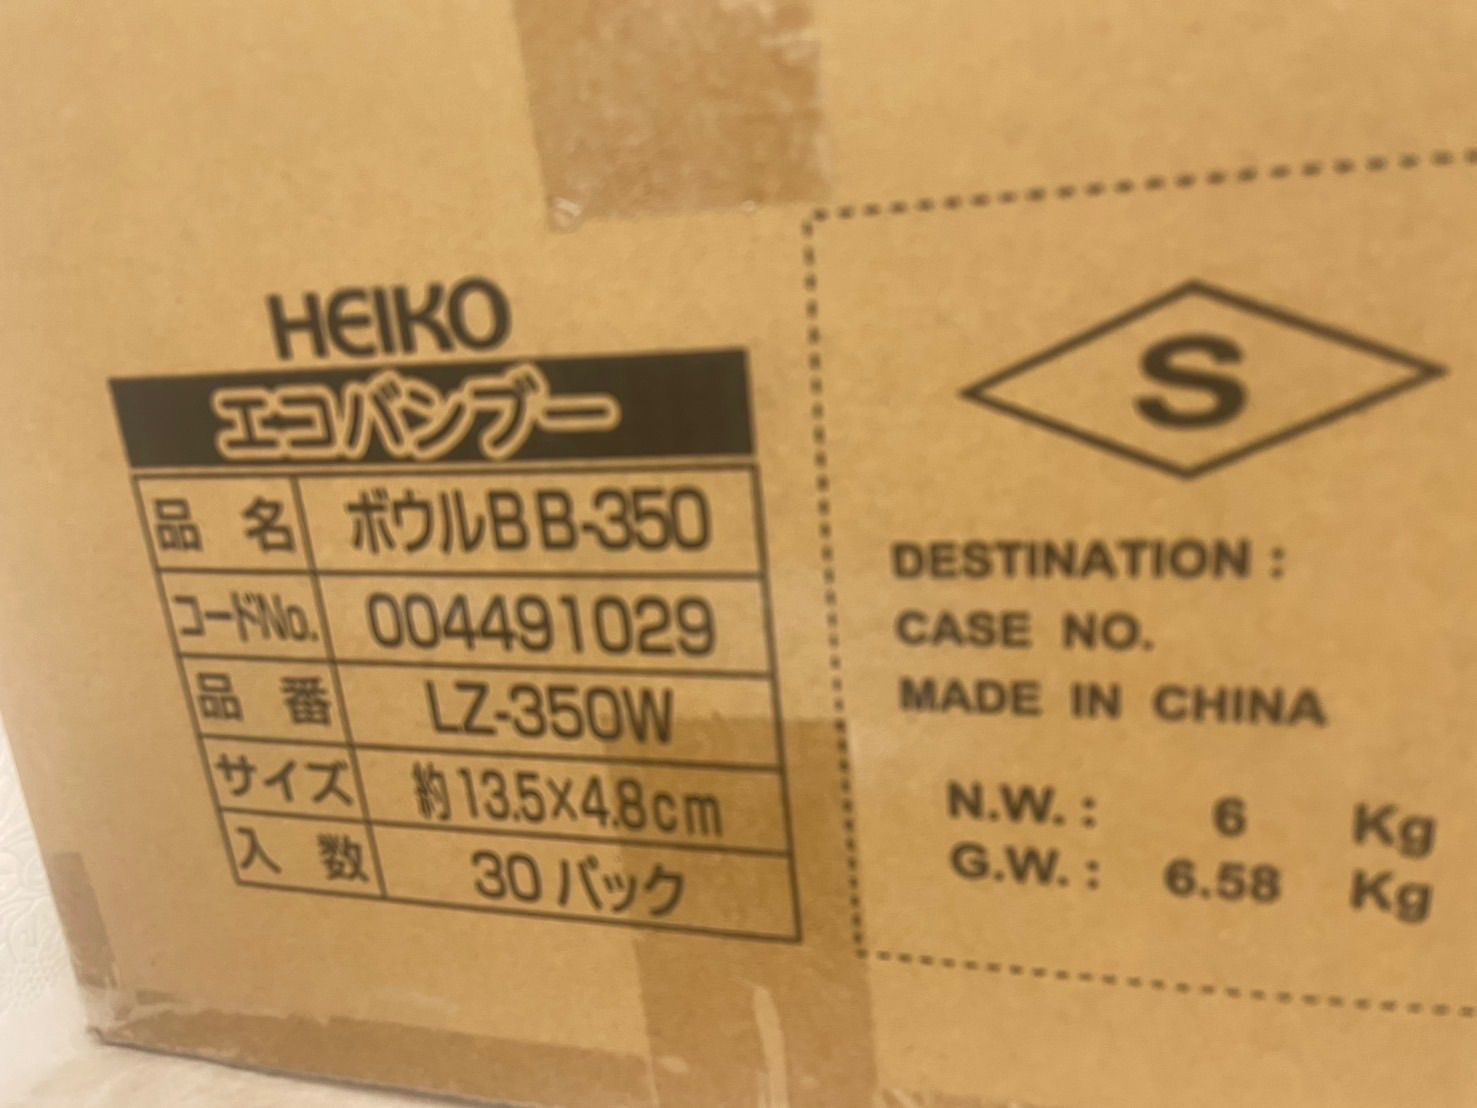 HEIKO
エコバンブー
品 名 ボウルBB-350
コードNo. 004491029
品 番 LZ-350W
サイズ 約13.5×4.8cm
入 数 30パック
S
DESTINATION :
CASE NO.
MADE IN CHINA
N.W. : 6 Kg
G.W. : 6.58 Kg